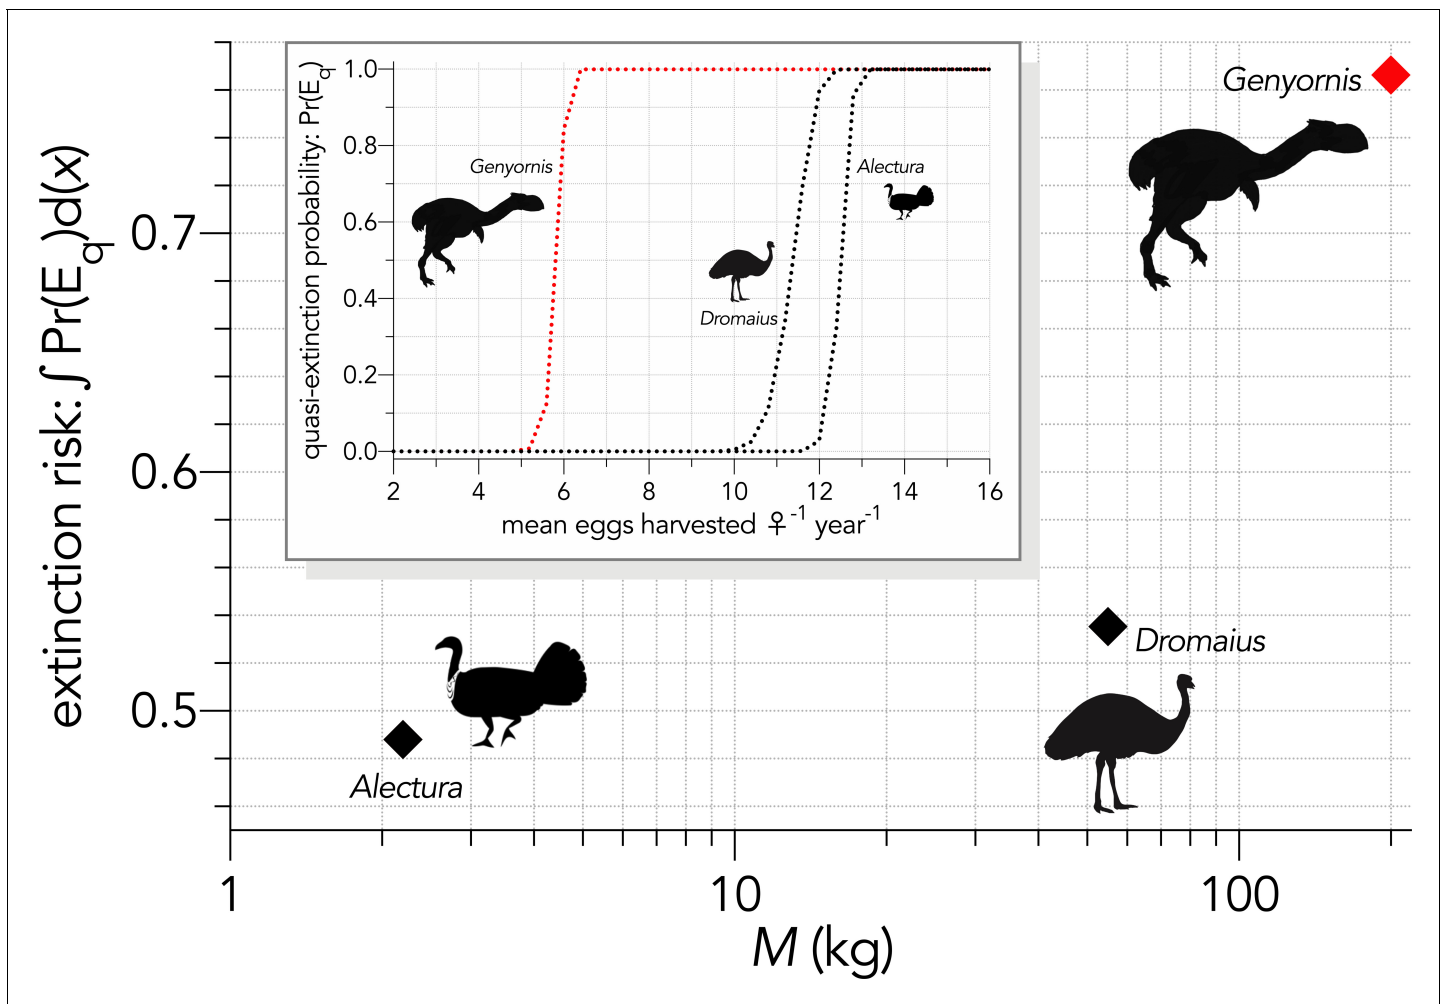 extinction risk: ∫ Pr(E_q)d(x)
0.7
0.6
0.5
quasi-extinction probability: Pr(E_q)
1.0
0.8
0.6
0.4
0.2
0.0
Genyornis
Alectura
Dromaius
2 4 6 8 10 12 14 16
mean eggs harvested ♀⁻¹ year⁻¹
Genyornis
Dromaius
Alectura
1 10 100
M (kg)